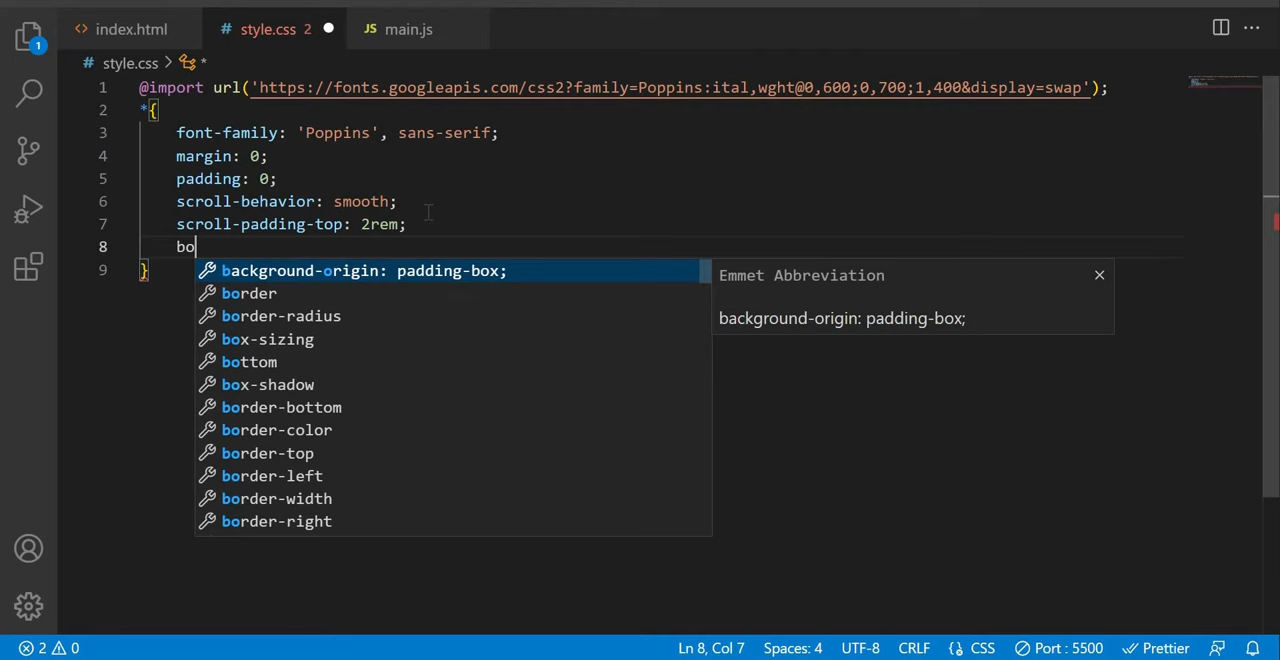 index.html # style.css 2 JS main.js
1
# style.css > *
1 @import url('https://fonts.googleapis.com/css2?family=Poppins:ital,wght@0,600;0,700;1,400&display=swap');
2 *{
3 font-family: 'Poppins', sans-serif;
4 margin: 0;
5 padding: 0;
6 scroll-behavior: smooth;
7 scroll-padding-top: 2rem;
8 bo
9 }
background-origin: padding-box;
border
border-radius
box-sizing
bottom
box-shadow
border-bottom
border-color
border-top
border-left
border-width
border-right
Emmet Abbreviation
background-origin: padding-box;
2 0 Ln 8, Col 7 Spaces: 4 UTF-8 CRLF {} CSS Port : 5500 Prettier